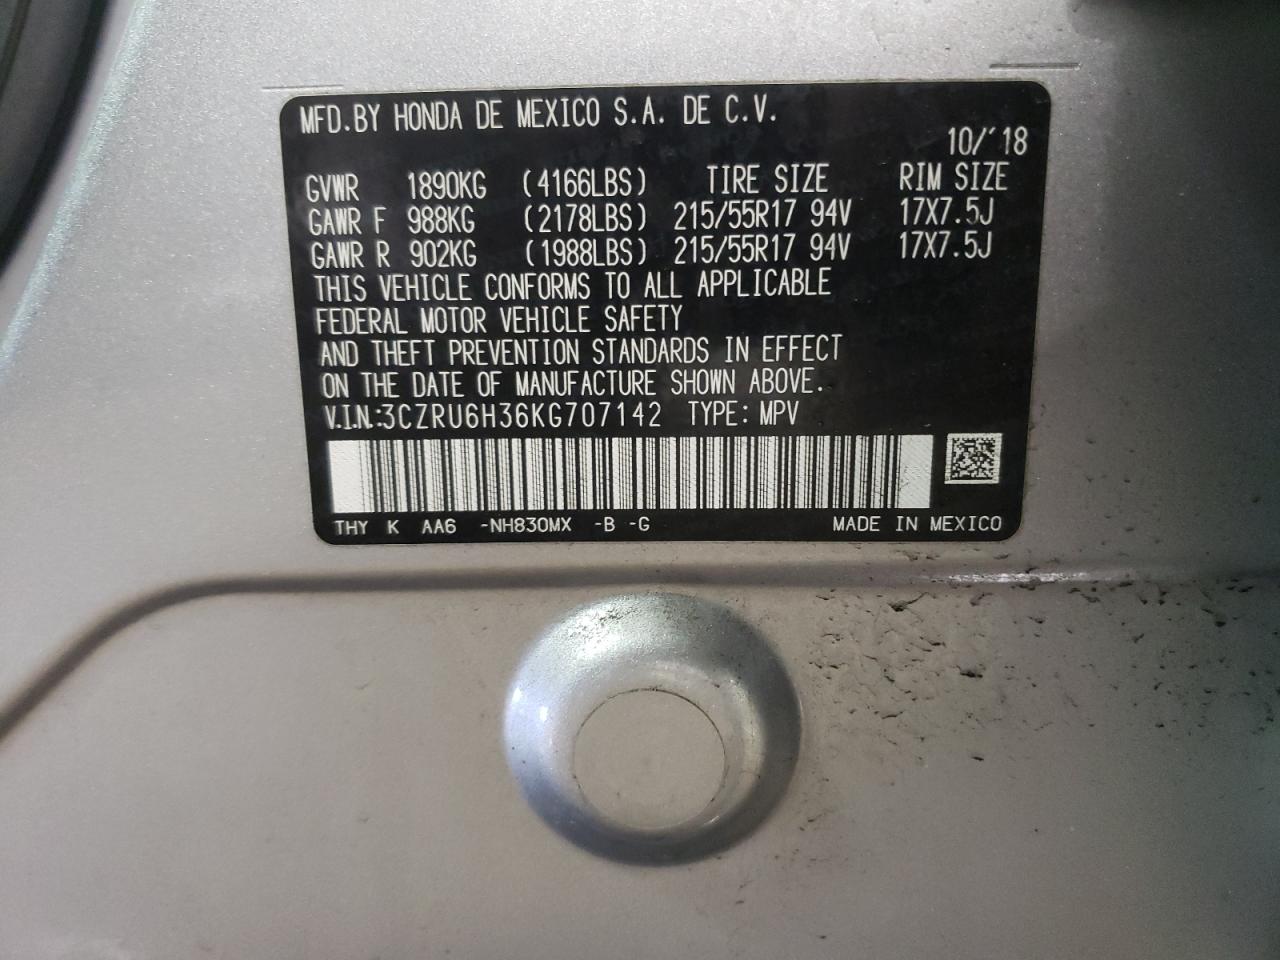 MFD.BY HONDA DE MEXICO S.A. DE C.V.
10/'18
GVWR 1890KG (4166LBS) TIRE SIZE RIM SIZE
GAWR F 988KG (2178LBS) 215/55R17 94V 17X7.5J
GAWR R 902KG (1988LBS) 215/55R17 94V 17X7.5J
THIS VEHICLE CONFORMS TO ALL APPLICABLE
FEDERAL MOTOR VEHICLE SAFETY
AND THEFT PREVENTION STANDARDS IN EFFECT
ON THE DATE OF MANUFACTURE SHOWN ABOVE.
V.I.N.:3CZRU6H36KG707142 TYPE: MPV
THY K AA6 -NH830MX -B -G MADE IN MEXICO